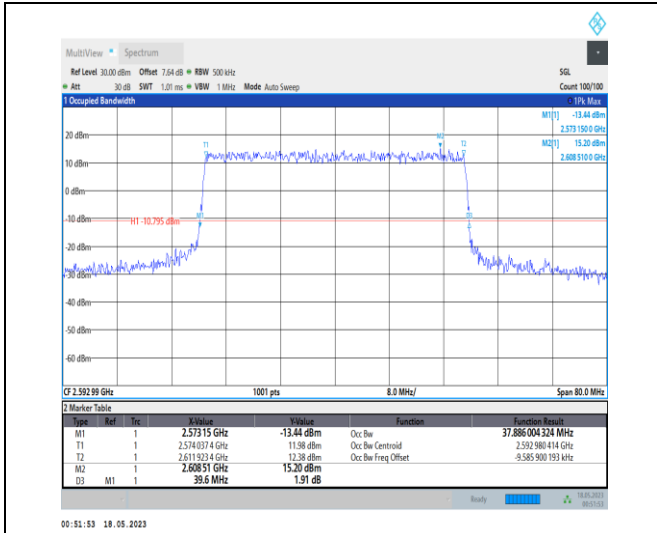 MultiView Spectrum
Ref Level 30.00 dBm Offset 7.64 dB RBW 500 kHz SGL
Att 30 dB SWT 1.01 ms VBW 1 MHz Mode Auto Sweep Count 100/100
1 Occupied Bandwidth 1Pk Max
M1[1] -13.44 dBm
2.573 150 0 GHz
M2[1] 15.20 dBm
2.608 510 0 GHz
20 dBm
T1
M2
T2
10 dBm
0 dBm
-10 dBm
H1 -10.795 dBm
M1
D3
-20 dBm
-30 dBm
-40 dBm
-50 dBm
-60 dBm
CF 2.592 99 GHz 1001 pts 8.0 MHz/ Span 80.0 MHz
2 Marker Table
Type Ref Trc X-Value Y-Value Function Function Result
M1 1 2.573 15 GHz -13.44 dBm Occ Bw 37.886 004 324 MHz
T1 1 2.574 037 4 GHz 11.98 dBm Occ Bw Centroid 2.592 980 414 GHz
T2 1 2.611 923 4 GHz 12.38 dBm Occ Bw Freq Offset -9.585 900 193 kHz
M2 1 2.608 51 GHz 15.20 dBm
D3 M1 1 39.6 MHz 1.91 dB
Ready 18.05.2023
00:51:53
00:51:53 18.05.2023